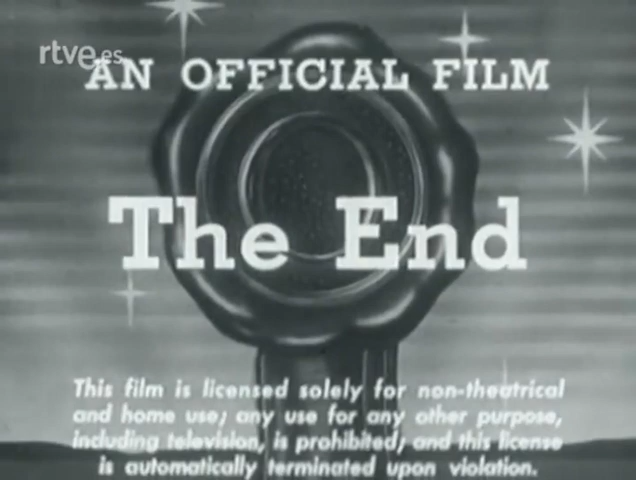 rtve.es
AN OFFICIAL FILM
The End
This film is licensed solely for non-theatrical
and home use; any use for any other purpose,
including television, is prohibited; and this license
is automatically terminated upon violation.